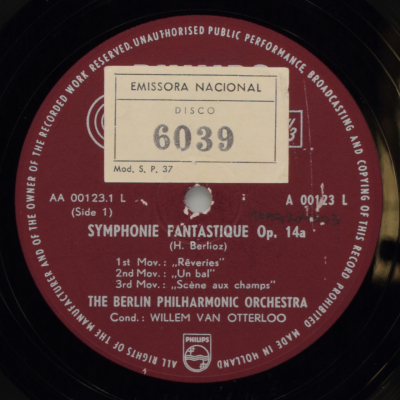 ALL RIGHTS OF THE MANUFACTURER AND OF THE OWNER OF THE RECORDED WORK RESERVED. UNAUTHORISED PUBLIC PERFORMANCE, BROADCASTING AND COPYING OF THIS RECORD PROHIBITED MADE IN HOLLAND
EMISSORA NACIONAL
DISCO
6039
Mod. S. P. 37
AA 00123.1 L
A 00123 L
(Side 1)
SYMPHONIE FANTASTIQUE Op. 14a
(H. Berlioz)
1st Mov.: „Rêveries"
2nd Mov.: „Un bal"
3rd Mov.: „Scène aux champs"
THE BERLIN PHILHARMONIC ORCHESTRA
Cond.: WILLEM VAN OTTERLOO
PHILIPS